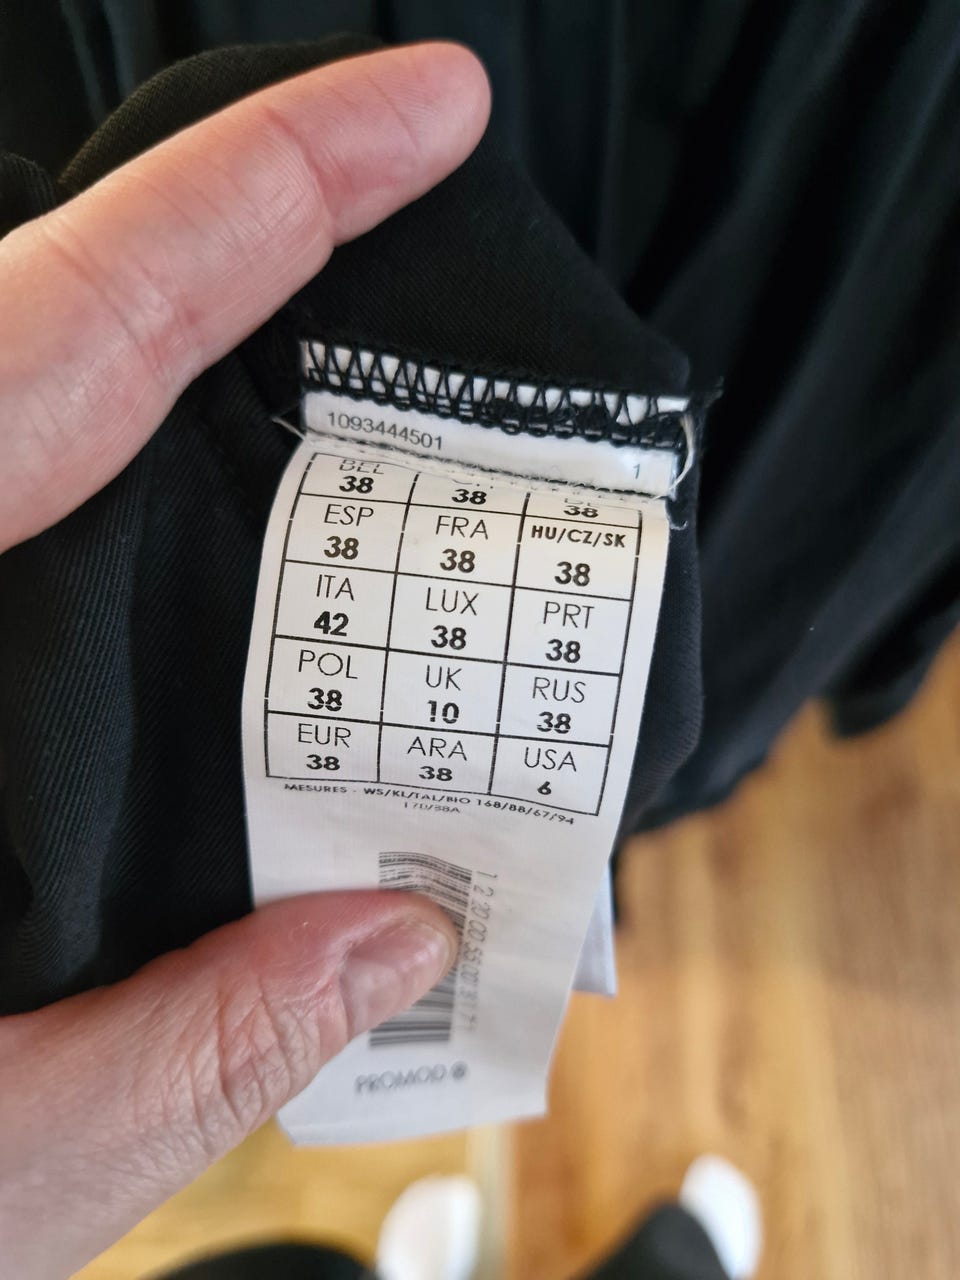 1093444501
1
BEL
38 38 38
ESP FRA HU/CZ/SK
38 38 38
ITA LUX PRT
42 38 38
POL UK RUS
38 10 38
EUR ARA USA
38 38 6
MESURES - WS/KL/TAL/BIO 168/88/67/94
170/88A
PROMOD ®